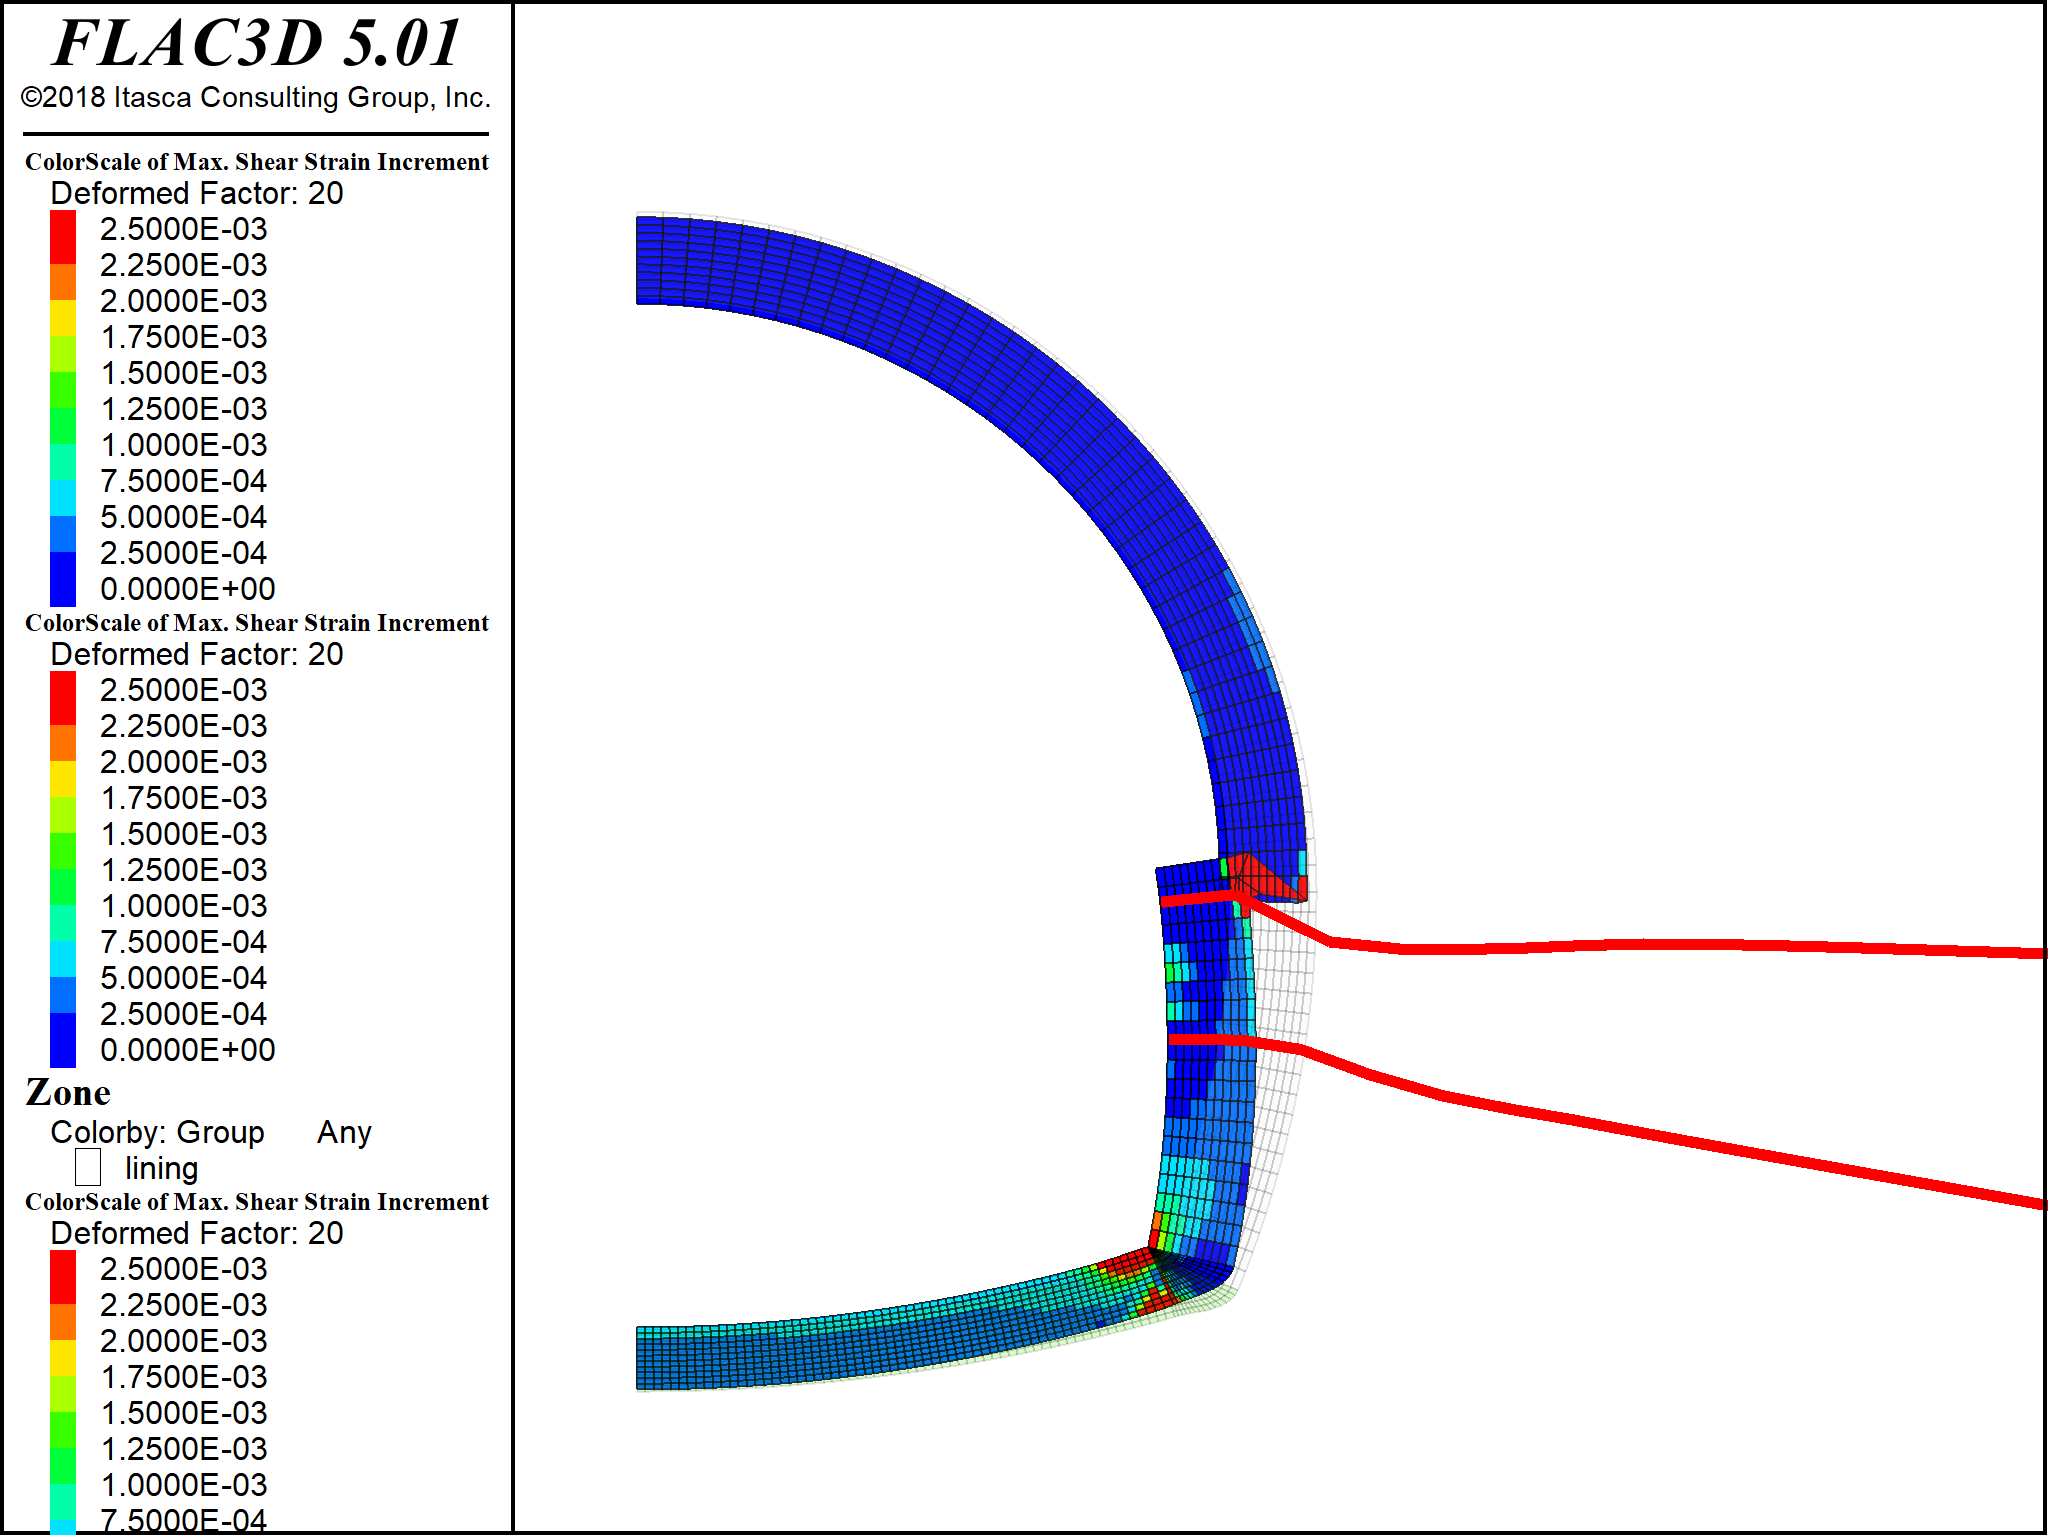 FLAC3D 5.01
©2018 Itasca Consulting Group, Inc.
ColorScale of Max. Shear Strain Increment
Deformed Factor: 20
2.5000E-03
2.2500E-03
2.0000E-03
1.7500E-03
1.5000E-03
1.2500E-03
1.0000E-03
7.5000E-04
5.0000E-04
2.5000E-04
0.0000E+00
ColorScale of Max. Shear Strain Increment
Deformed Factor: 20
2.5000E-03
2.2500E-03
2.0000E-03
1.7500E-03
1.5000E-03
1.2500E-03
1.0000E-03
7.5000E-04
5.0000E-04
2.5000E-04
0.0000E+00
Zone
Colorby: Group Any
lining
ColorScale of Max. Shear Strain Increment
Deformed Factor: 20
2.5000E-03
2.2500E-03
2.0000E-03
1.7500E-03
1.5000E-03
1.2500E-03
1.0000E-03
7.5000E-04